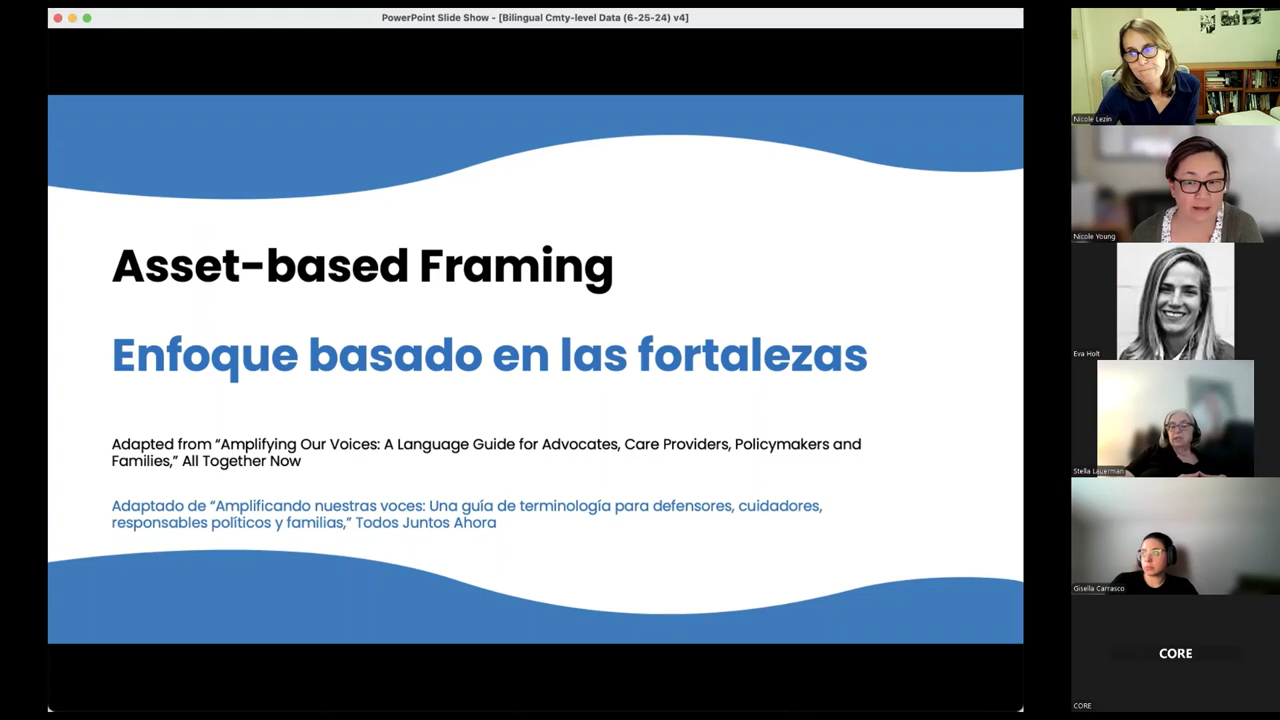 PowerPoint Slide Show - [Bilingual Cmty-level Data (6-25-24) v4]
Asset-based Framing
Enfoque basado en las fortalezas
Adapted from “Amplifying Our Voices: A Language Guide for Advocates, Care Providers, Policymakers and
Families,” All Together Now
Adaptado de “Amplificando nuestras voces: Una guía de terminología para defensores, cuidadores,
responsables políticos y familias,” Todos Juntos Ahora
Nicole Lezin
Nicole Young
Eva Holt
Stella Lauerman
Gisella Carrasco
CORE
CORE